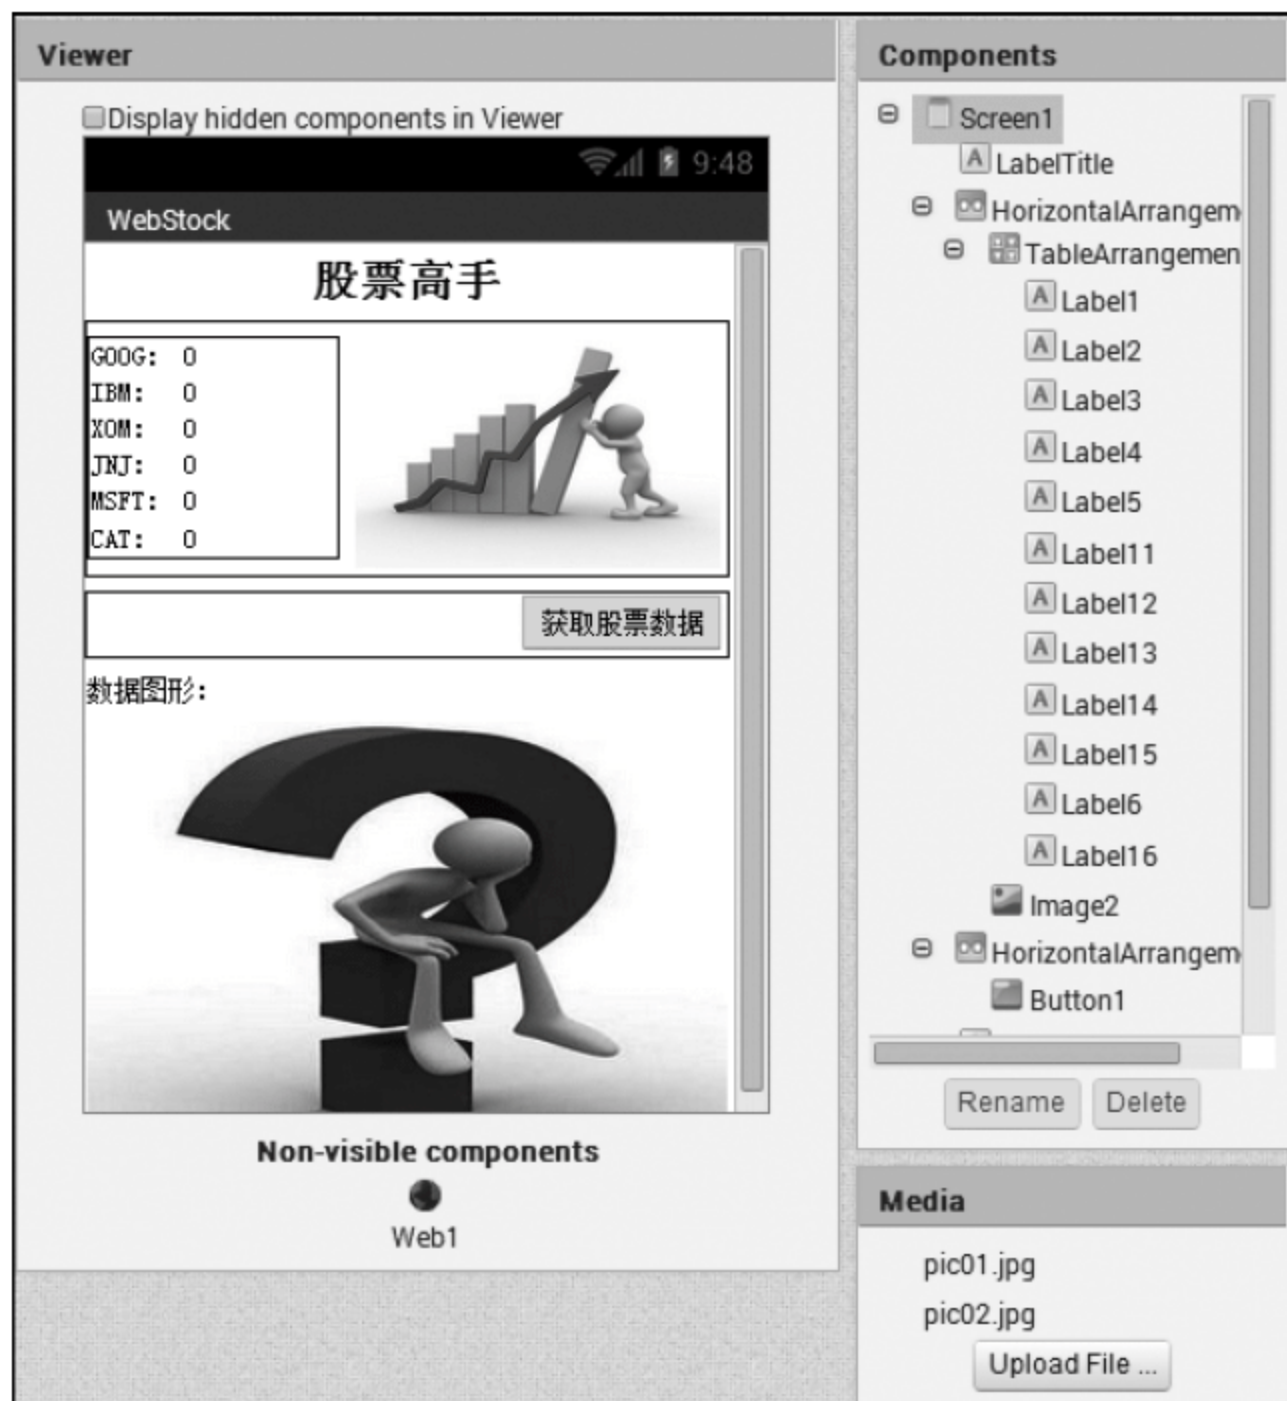 Viewer
Display hidden components in Viewer
9:48
WebStock
股票高手
GOOG: 0
IBM: 0
XOM: 0
JNJ: 0
MSFT: 0
CAT: 0
获取股票数据
数据图形:
Non-visible components
Web1
Components
Screen1
LabelTitle
HorizontalArrangem
TableArrangemen
Label1
Label2
Label3
Label4
Label5
Label11
Label12
Label13
Label14
Label15
Label6
Label16
Image2
HorizontalArrangem
Button1
Rename Delete
Media
pic01.jpg
pic02.jpg
Upload File ...